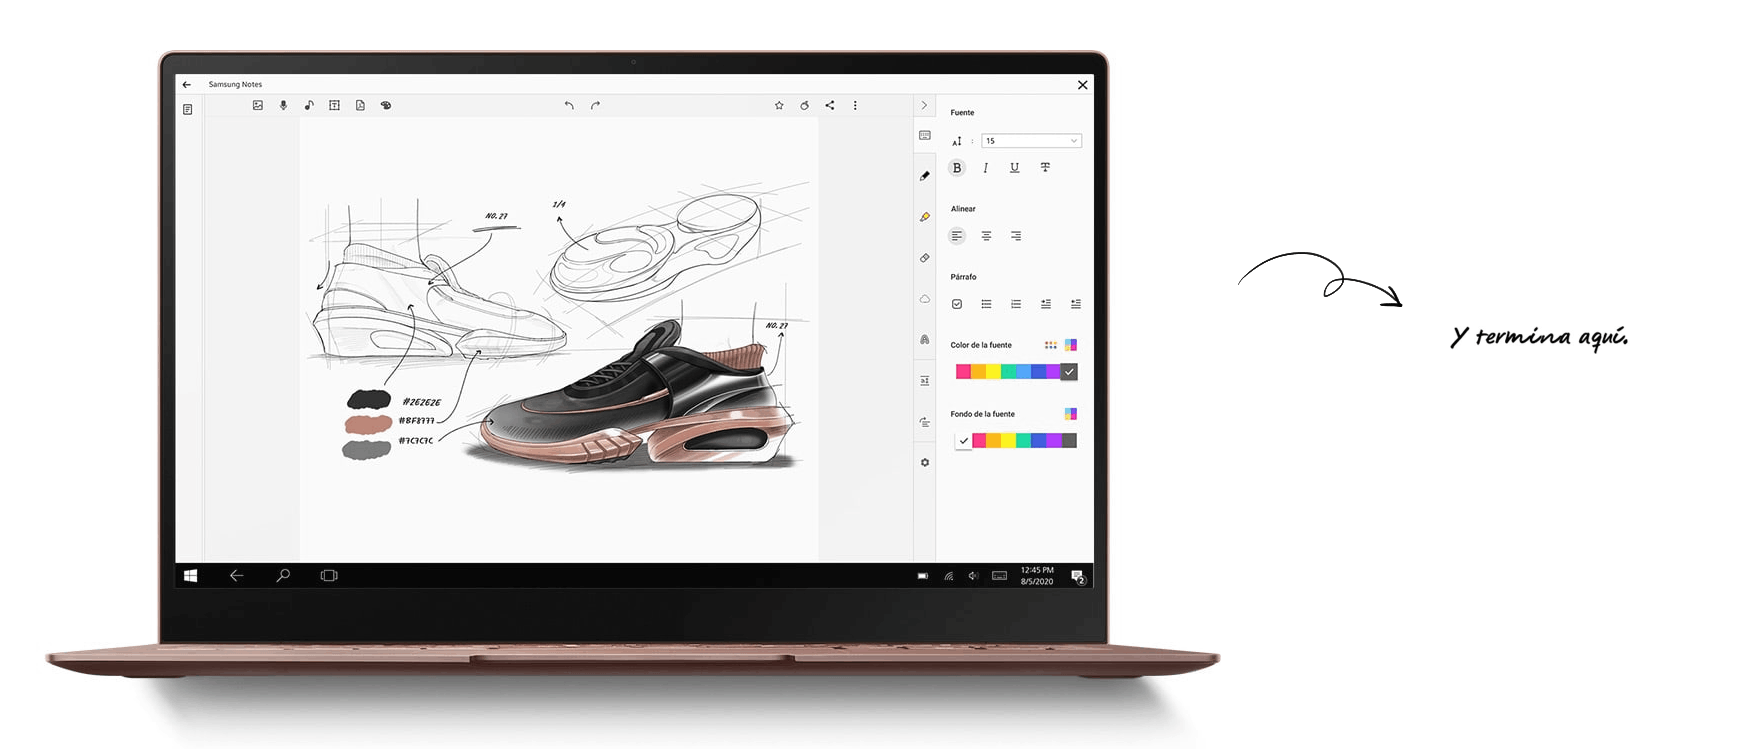 Samsung Notes
Fuente
15
B I U T
Alinear
Párrafo
Color de la fuente
Fondo de la fuente
NO. 27
1/4
NO. 27
#2E2E2E
#BF8777
#7C7C7C
12:45 PM
8/5/2020
2
Y termina aquí.